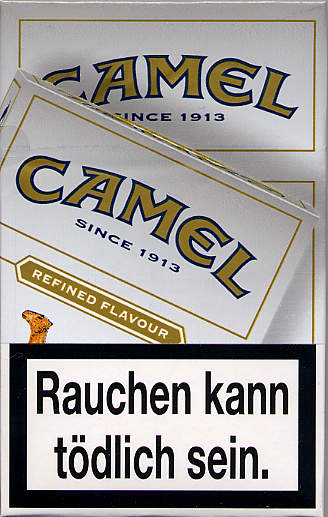 CAMEL
SINCE 1913
CAMEL
SINCE 1913
REFINED FLAVOUR
Rauchen kann
tödlich sein.